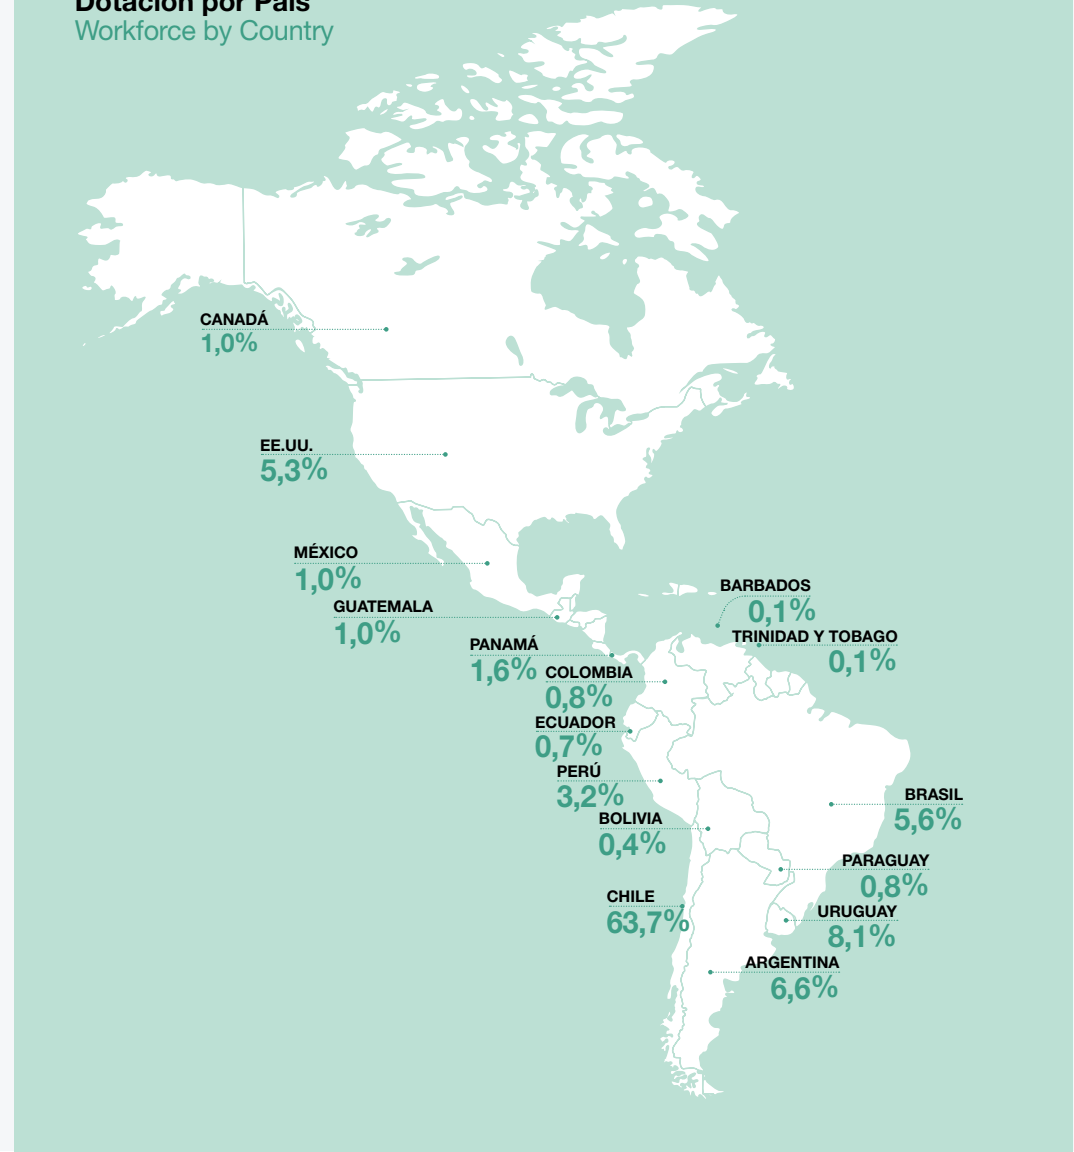 Dotación por País
Workforce by Country
CANADÁ
1,0%
EE.UU.
5,3%
MÉXICO
1,0%
GUATEMALA
1,0%
BARBADOS
0,1%
TRINIDAD Y TOBAGO
0,1%
PANAMÁ
1,6%
COLOMBIA
0,8%
ECUADOR
0,7%
PERÚ
3,2%
BRASIL
5,6%
BOLIVIA
0,4%
PARAGUAY
0,8%
CHILE
63,7%
URUGUAY
8,1%
ARGENTINA
6,6%